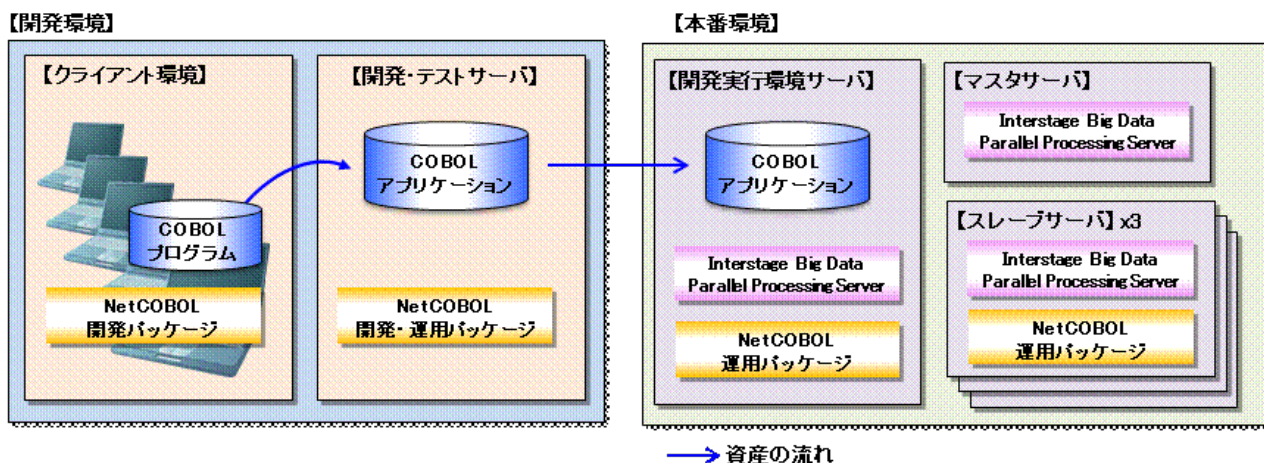 【開発環境】
【クライアント環境】
COBOL
プログラム
NetCOBOL
開発パッケージ
【開発・テストサーバ】
COBOL
アプリケーション
NetCOBOL
開発・運用パッケージ
【本番環境】
【開発実行環境サーバ】
COBOL
アプリケーション
Interstage Big Data
Parallel Processing Server
NetCOBOL
運用パッケージ
【マスタサーバ】
Interstage Big Data
Parallel Processing Server
【スレーブサーバ】x3
Interstage Big Data
Parallel Processing Server
NetCOBOL
運用パッケージ
資産の流れ